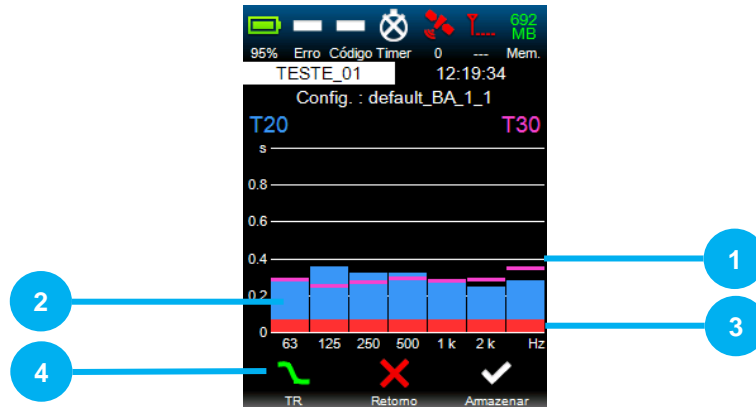 692
MB
95% Erro Código Timer 0 --- Mem.
TESTE_01 12:19:34
Config. : default_BA_1_1
T20 T30
s
0.8
0.6
0.4
1
0.2
2
0
3
63 125 250 500 1 k 2 k Hz
4
TR Retorno Armazenar